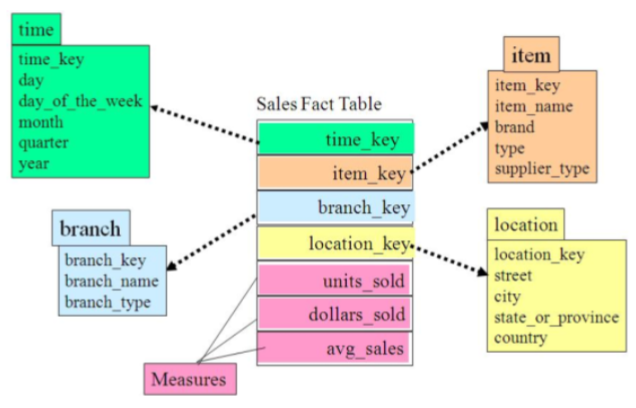 time
time_key
day
day_of_the_week
month
quarter
year
item
item_key
item_name
brand
type
supplier_type
Sales Fact Table
time_key
item_key
branch_key
location_key
units_sold
dollars_sold
avg_sales
branch
branch_key
branch_name
branch_type
location
location_key
street
city
state_or_province
country
Measures